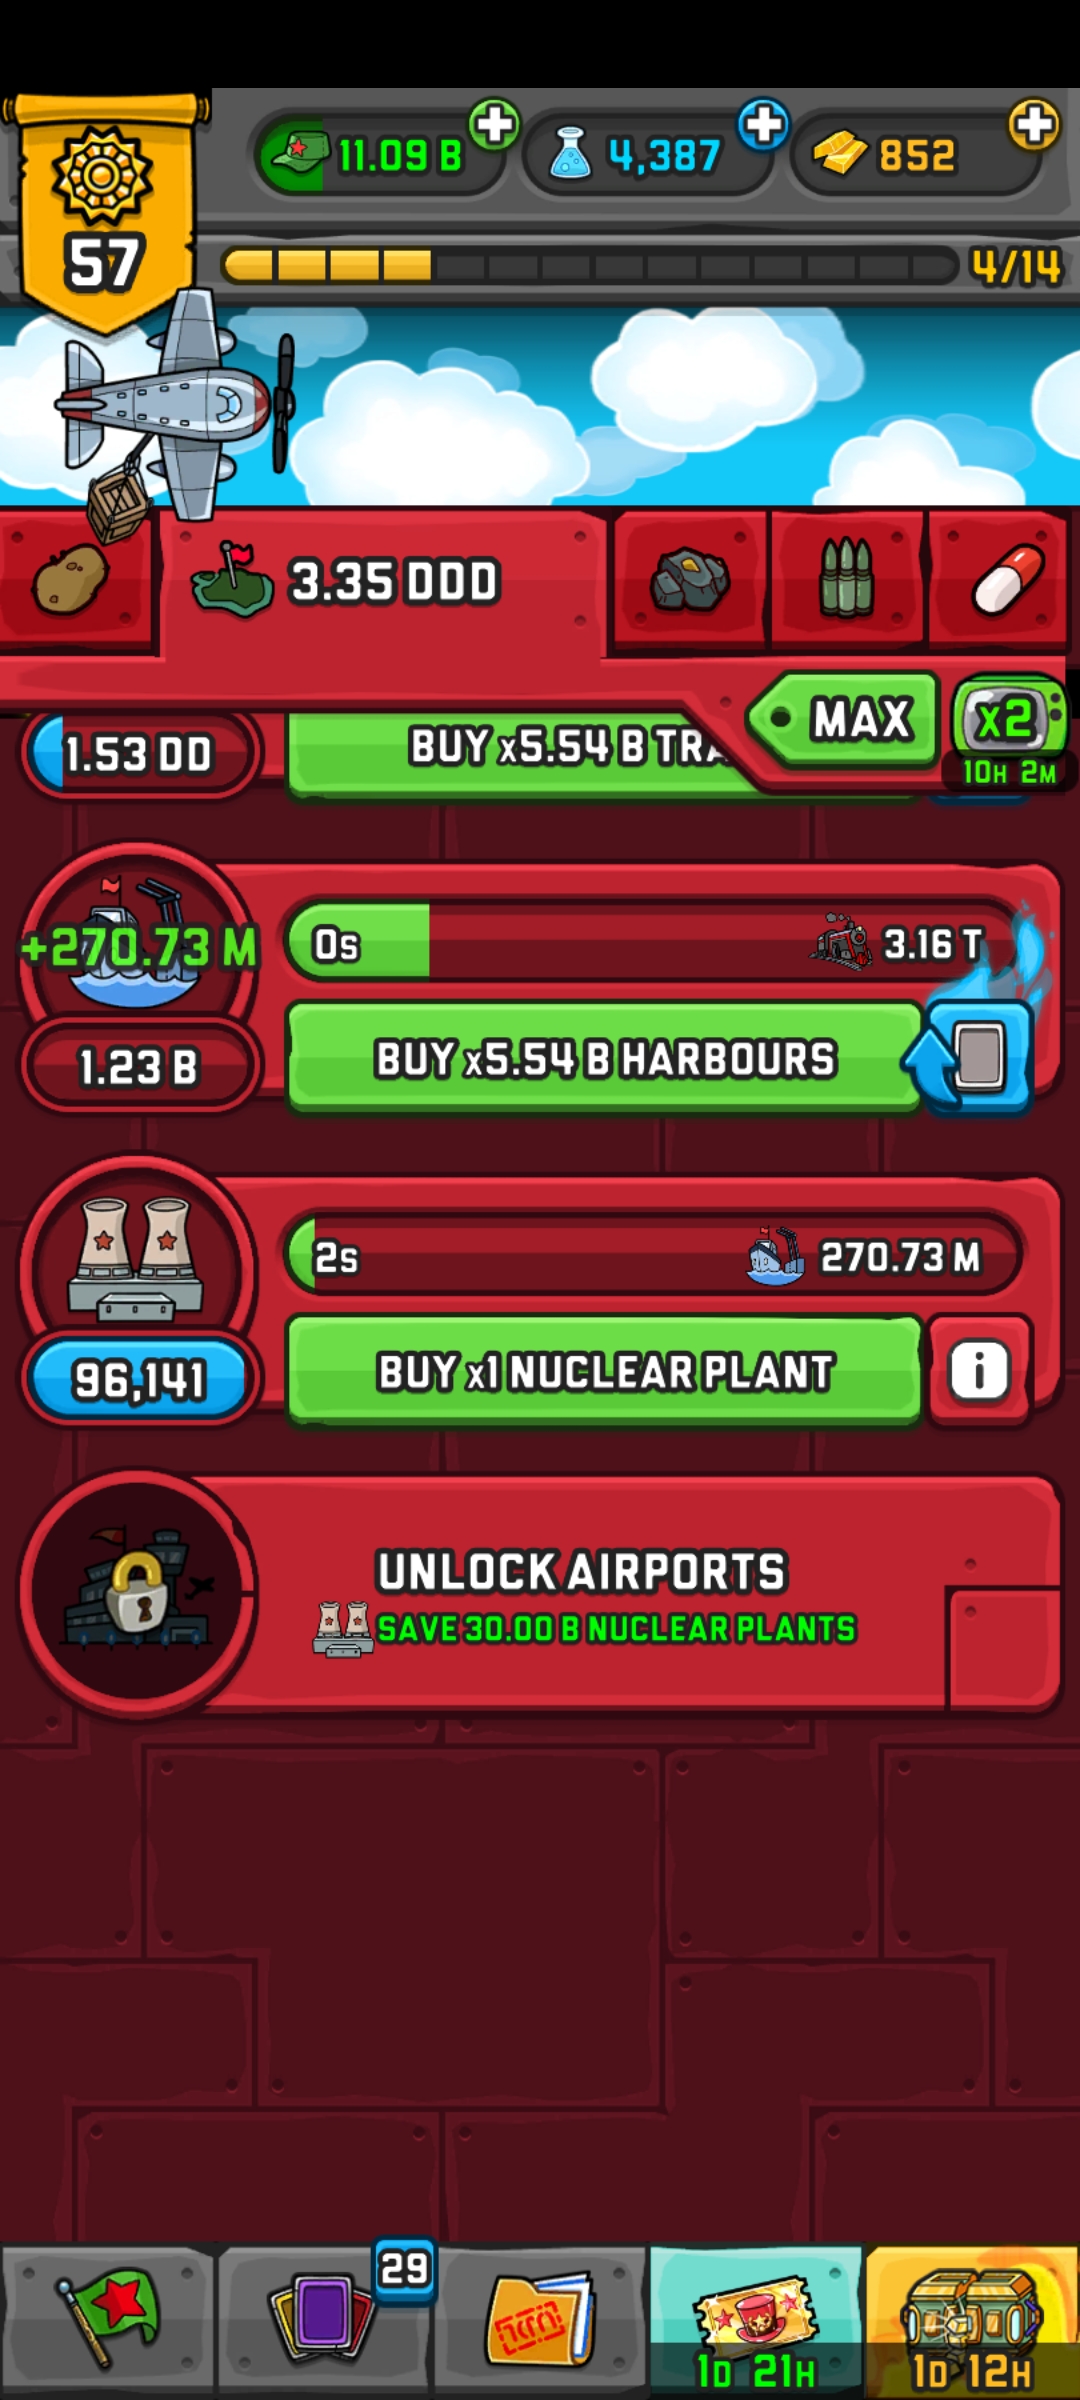 11.09 B
4,387
852
57
4/14
3.35 DDD
MAX
x2
10H 2M
1.53 DD
BUY x5.54 B TRA
+270.73 M
0s
3.16 T
1.23 B
BUY x5.54 B HARBOURS
2s
270.73 M
96,141
BUY x1 NUCLEAR PLANT
i
UNLOCK AIRPORTS
SAVE 30.00 B NUCLEAR PLANTS
29
1D 21H
1D 12H